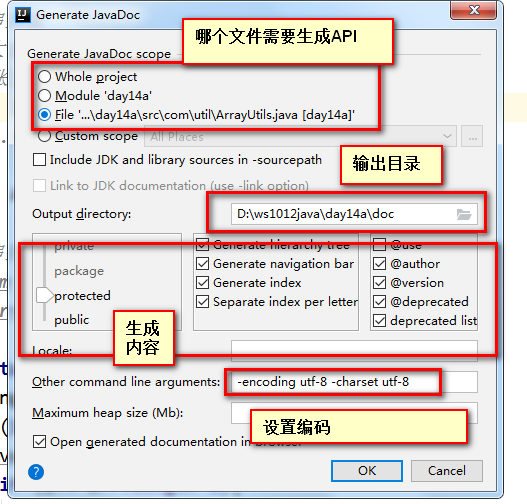 Generate JavaDoc
哪个文件需要生成API
Generate JavaDoc scope
Whole project
Module 'day14a'
File '...\day14a\src\com\util\ArrayUtils.java [day14a]'
Custom scope All Places ...
Include JDK and library sources in -sourcepath
Link to JDK documentation (use -link option)
输出目录
Output directory: D:\ws1012java\day14a\doc
private
package
protected
public
Generate hierarchy tree
Generate navigation bar
Generate index
Separate index per letter
@use
@author
@version
@deprecated
deprecated list
生成
内容
Locale:
Other command line arguments: -encoding utf-8 -charset utf-8
Maximum heap size (Mb):
设置编码
Open generated documentation in browser
? OK Cancel